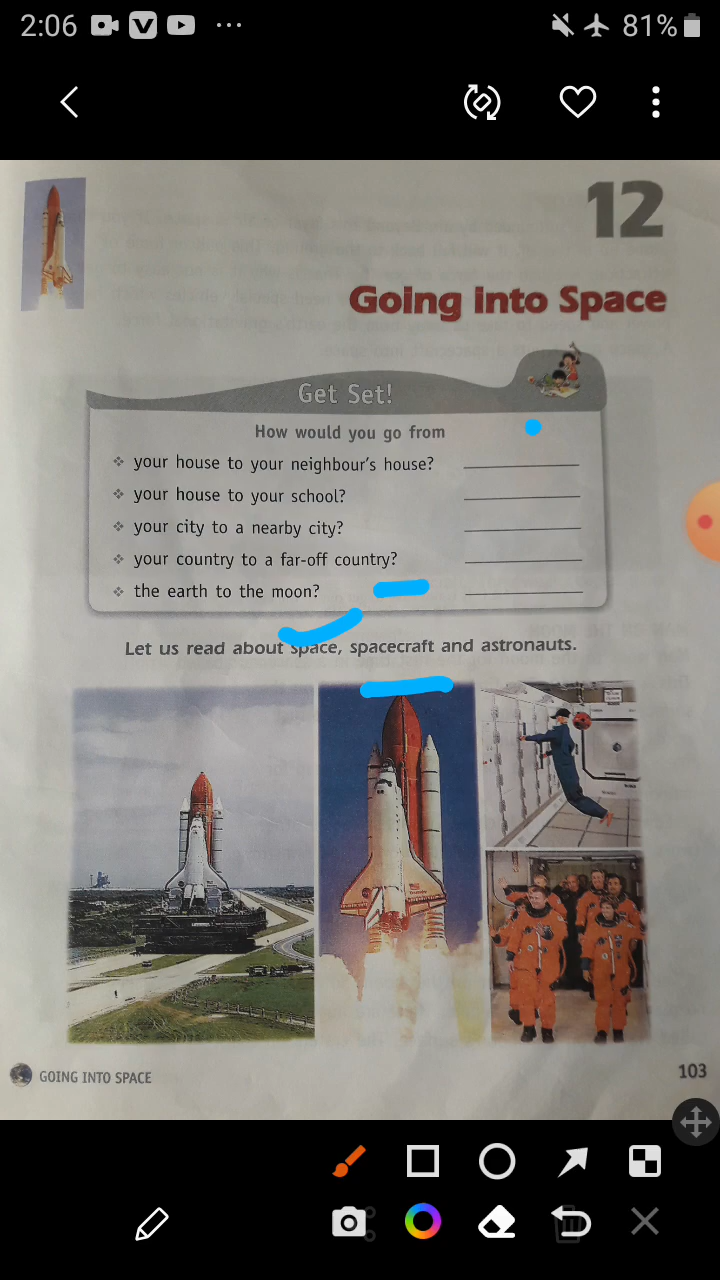 2:06
81%
12
Going into Space
Get Set!
How would you go from
❖ your house to your neighbour's house?
❖ your house to your school?
❖ your city to a nearby city?
❖ your country to a far-off country?
❖ the earth to the moon?
Let us read about space, spacecraft and astronauts.
GOING INTO SPACE
103